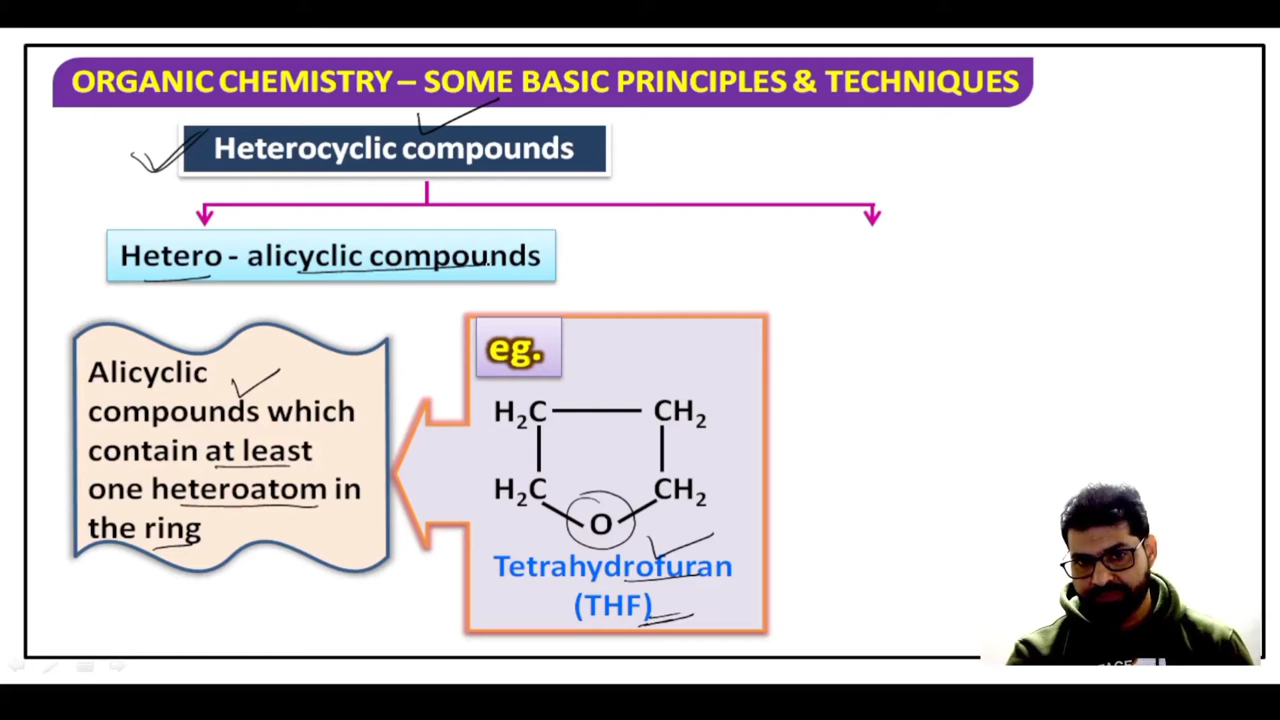 ORGANIC CHEMISTRY – SOME BASIC PRINCIPLES & TECHNIQUES
Heterocyclic compounds
Hetero - alicyclic compounds
Alicyclic
compounds which
contain at least
one heteroatom in
the ring
eg.
H₂C CH₂
H₂C CH₂
O
Tetrahydrofuran
(THF)